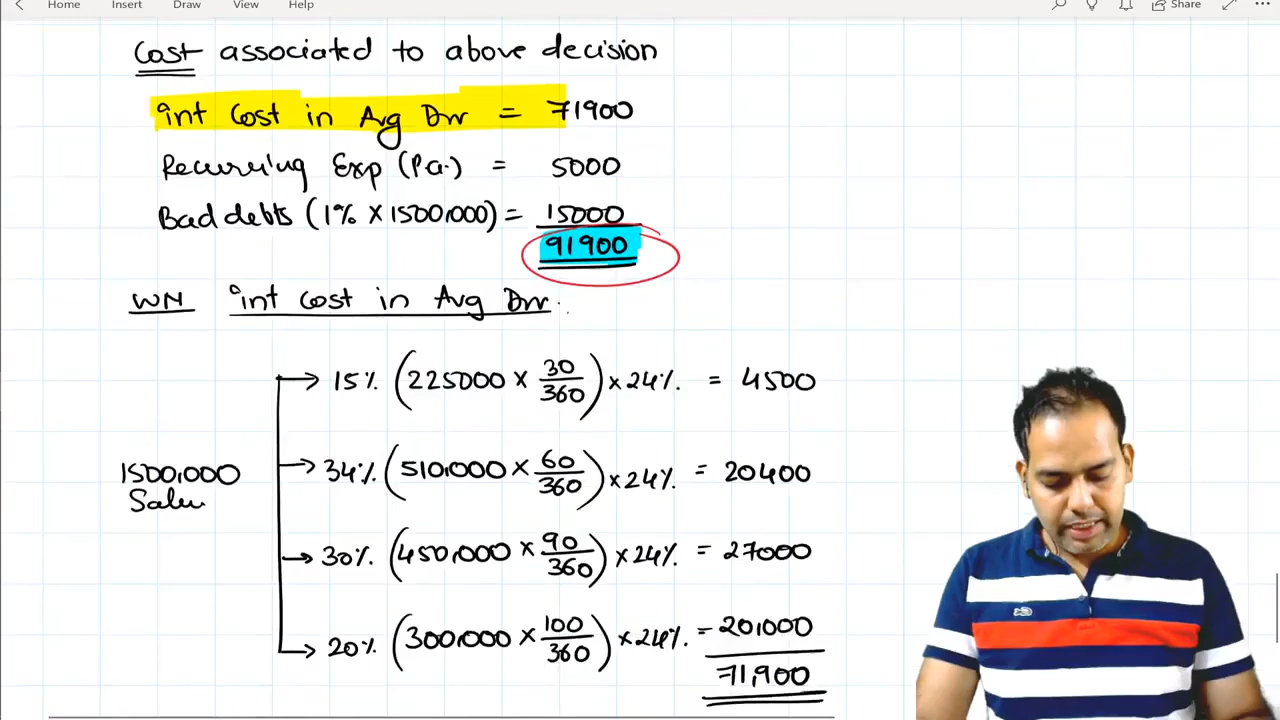 Home Insert Draw View Help Share
Cost associated to above decision
int Cost in Avg Drr = 71900
Recurring Exp (Pa.) = 5000
Bad debts (1% X 1500,000) = 15000
91900
WN int Cost in Avg Drr.
15% (225000 × 30/360) × 24% = 4500
34% (510,000 × 60/360) × 24% = 20400
1500,000
Sales
30% (450,000 × 90/360) × 24% = 27000
20% (300,000 × 100/360) × 24% = 20,000
71,900